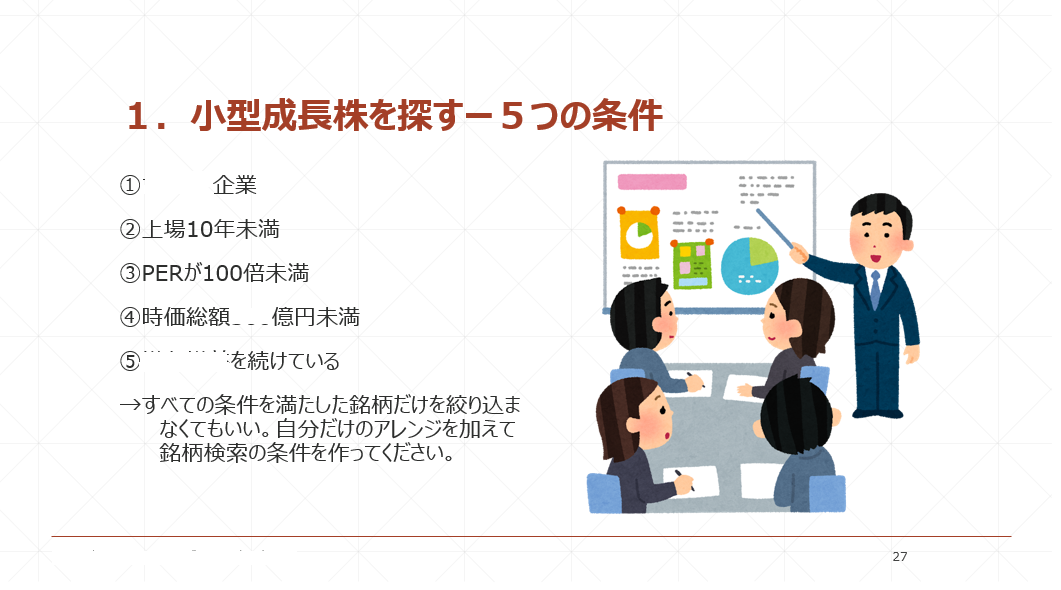 １．小型成長株を探すー５つの条件
① 企業
②上場10年未満
③PERが100倍未満
④時価総額 億円未満
⑤ を続けている
→すべての条件を満たした銘柄だけを絞り込ま
なくてもいい。自分だけのアレンジを加えて
銘柄検索の条件を作ってください。
27